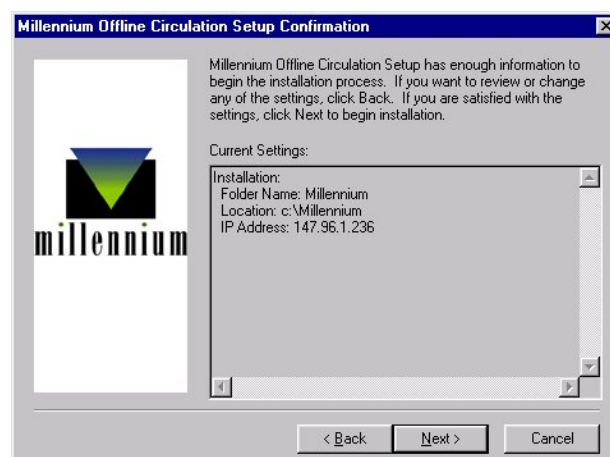 Millennium Offline Circulation Setup Confirmation
Millennium Offline Circulation Setup has enough information to
begin the installation process. If you want to review or change
any of the settings, click Back. If you are satisfied with the
settings, click Next to begin installation.
Current Settings:
Installation:
Folder Name: Millennium
Location: c:\Millennium
IP Address: 147.96.1.236
millennium
< Back
Next >
Cancel